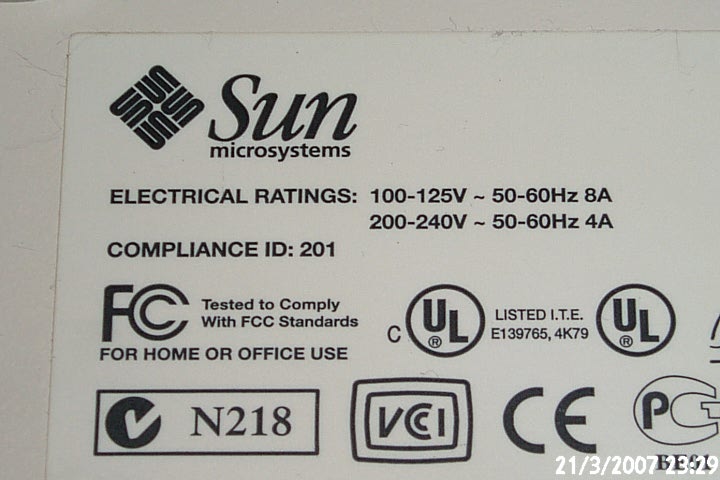 Sun
microsystems
ELECTRICAL RATINGS: 100-125V ~ 50-60Hz 8A
200-240V ~ 50-60Hz 4A
COMPLIANCE ID: 201
FC Tested to Comply
With FCC Standards
FOR HOME OR OFFICE USE
C UL ® LISTED I.T.E.
E139765, 4K79 UL ®
N218
VCI
CE
PC
21/3/2007 23:29